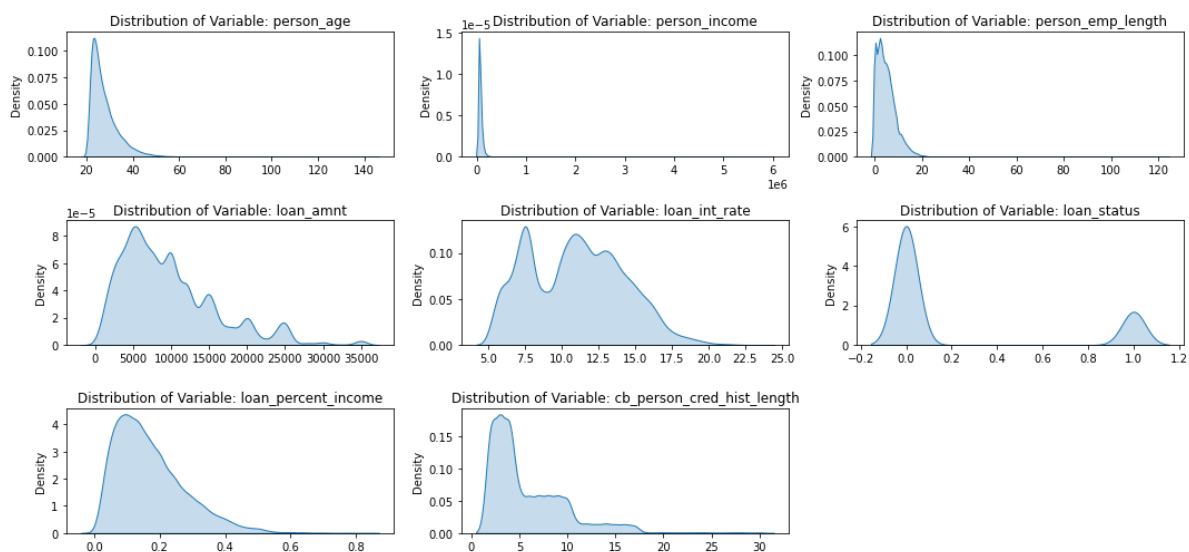 Distribution of Variable: person_age
Density
0.100
0.075
0.050
0.025
0.000
20 40 60 80 100 120 140
Distribution of Variable: person_income
1e-5
Density
1.5
1.0
0.5
0.0
0 1 2 3 4 5 6
1e6
Distribution of Variable: person_emp_length
Density
0.100
0.075
0.050
0.025
0.000
0 20 40 60 80 100 120
Distribution of Variable: loan_amnt
1e-5
Density
8
6
4
2
0
0 5000 10000 15000 20000 25000 30000 35000
Distribution of Variable: loan_int_rate
Density
0.10
0.05
0.00
5.0 7.5 10.0 12.5 15.0 17.5 20.0 22.5 25.0
Distribution of Variable: loan_status
Density
6
4
2
0
−0.2 0.0 0.2 0.4 0.6 0.8 1.0 1.2
Distribution of Variable: loan_percent_income
Density
4
3
2
1
0
0.0 0.2 0.4 0.6 0.8
Distribution of Variable: cb_person_cred_hist_length
Density
0.15
0.10
0.05
0.00
0 5 10 15 20 25 30